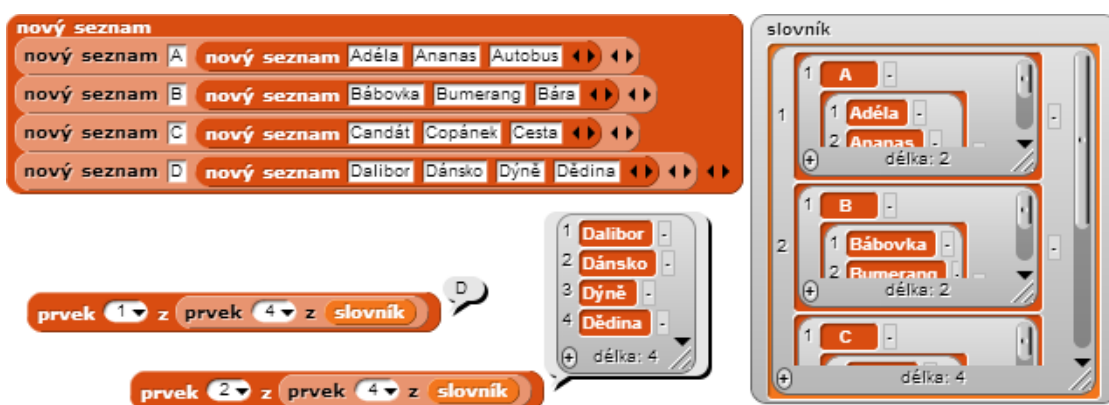 nový seznam
nový seznam A nový seznam Adéla Ananas Autobus
nový seznam B nový seznam Bábovka Bumerang Bára
nový seznam C nový seznam Candát Copánek Cesta
nový seznam D nový seznam Dalibor Dánsko Dýně Dědina
prvek 1 z prvek 4 z slovník
D
prvek 2 z prvek 4 z slovník
1 Dalibor -
2 Dánsko -
3 Dýně -
4 Dědina -
+ délka: 4
slovník
1
1 A -
1 Adéla -
2 Ananas -
+ délka: 2
-
2
1 B -
1 Bábovka -
2 Bumerang -
+ délka: 2
-
1 C -
+ délka: 4